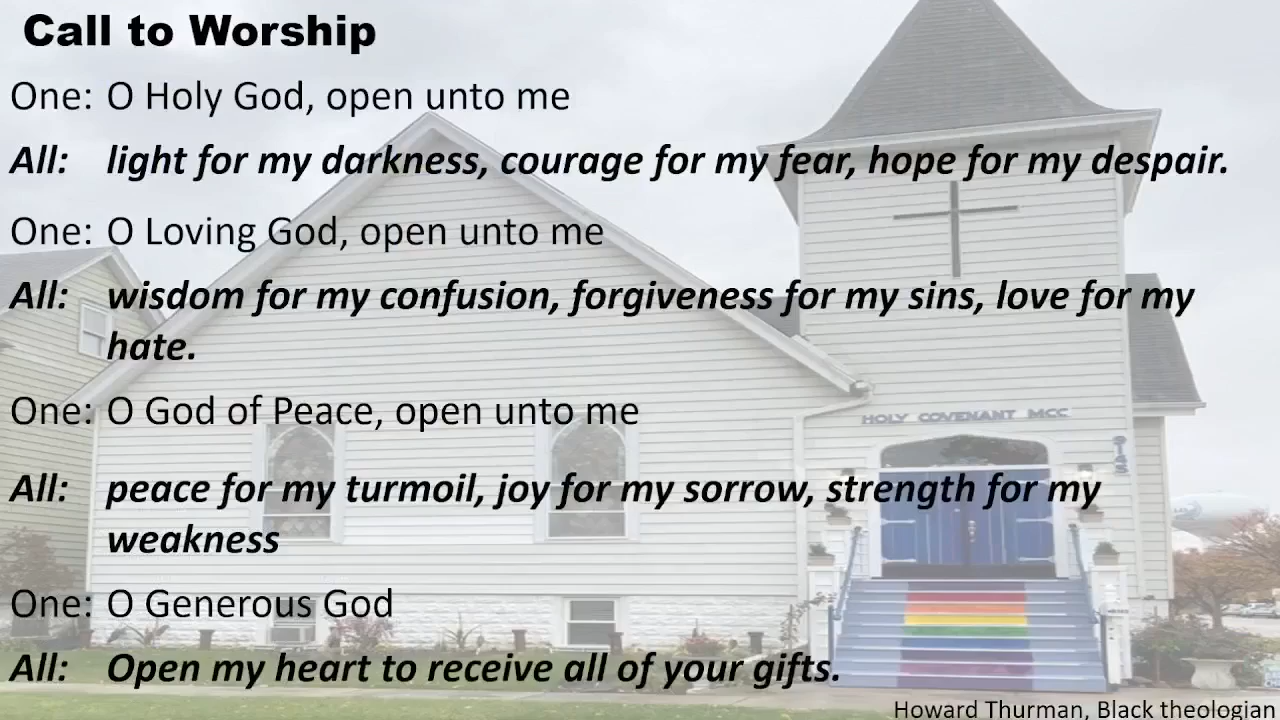 Call to Worship
One: O Holy God, open unto me
All: light for my darkness, courage for my fear, hope for my despair.
One: O Loving God, open unto me
All: wisdom for my confusion, forgiveness for my sins, love for my
hate.
One: O God of Peace, open unto me
HOLY COVENANT MCC
9145
All: peace for my turmoil, joy for my sorrow, strength for my
weakness
One: O Generous God
All: Open my heart to receive all of your gifts.
Howard Thurman, Black theologian